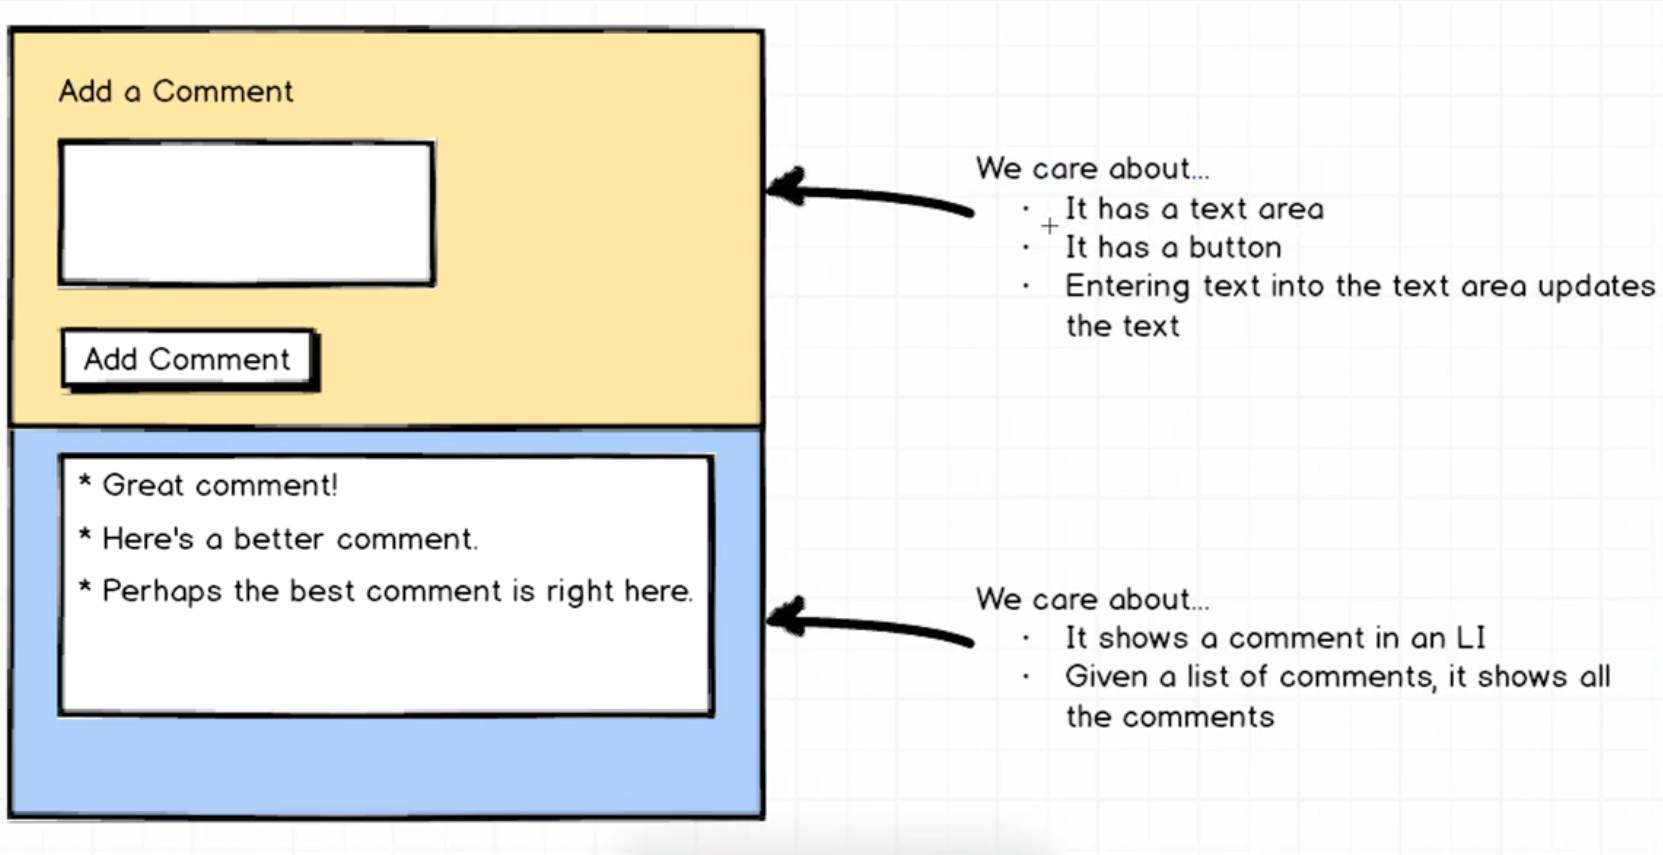 Add a Comment
Add Comment
* Great comment!
* Here's a better comment.
* Perhaps the best comment is right here.
We care about...
· It has a text area
· It has a button
· Entering text into the text area updates
the text
We care about...
· It shows a comment in an LI
· Given a list of comments, it shows all
the comments